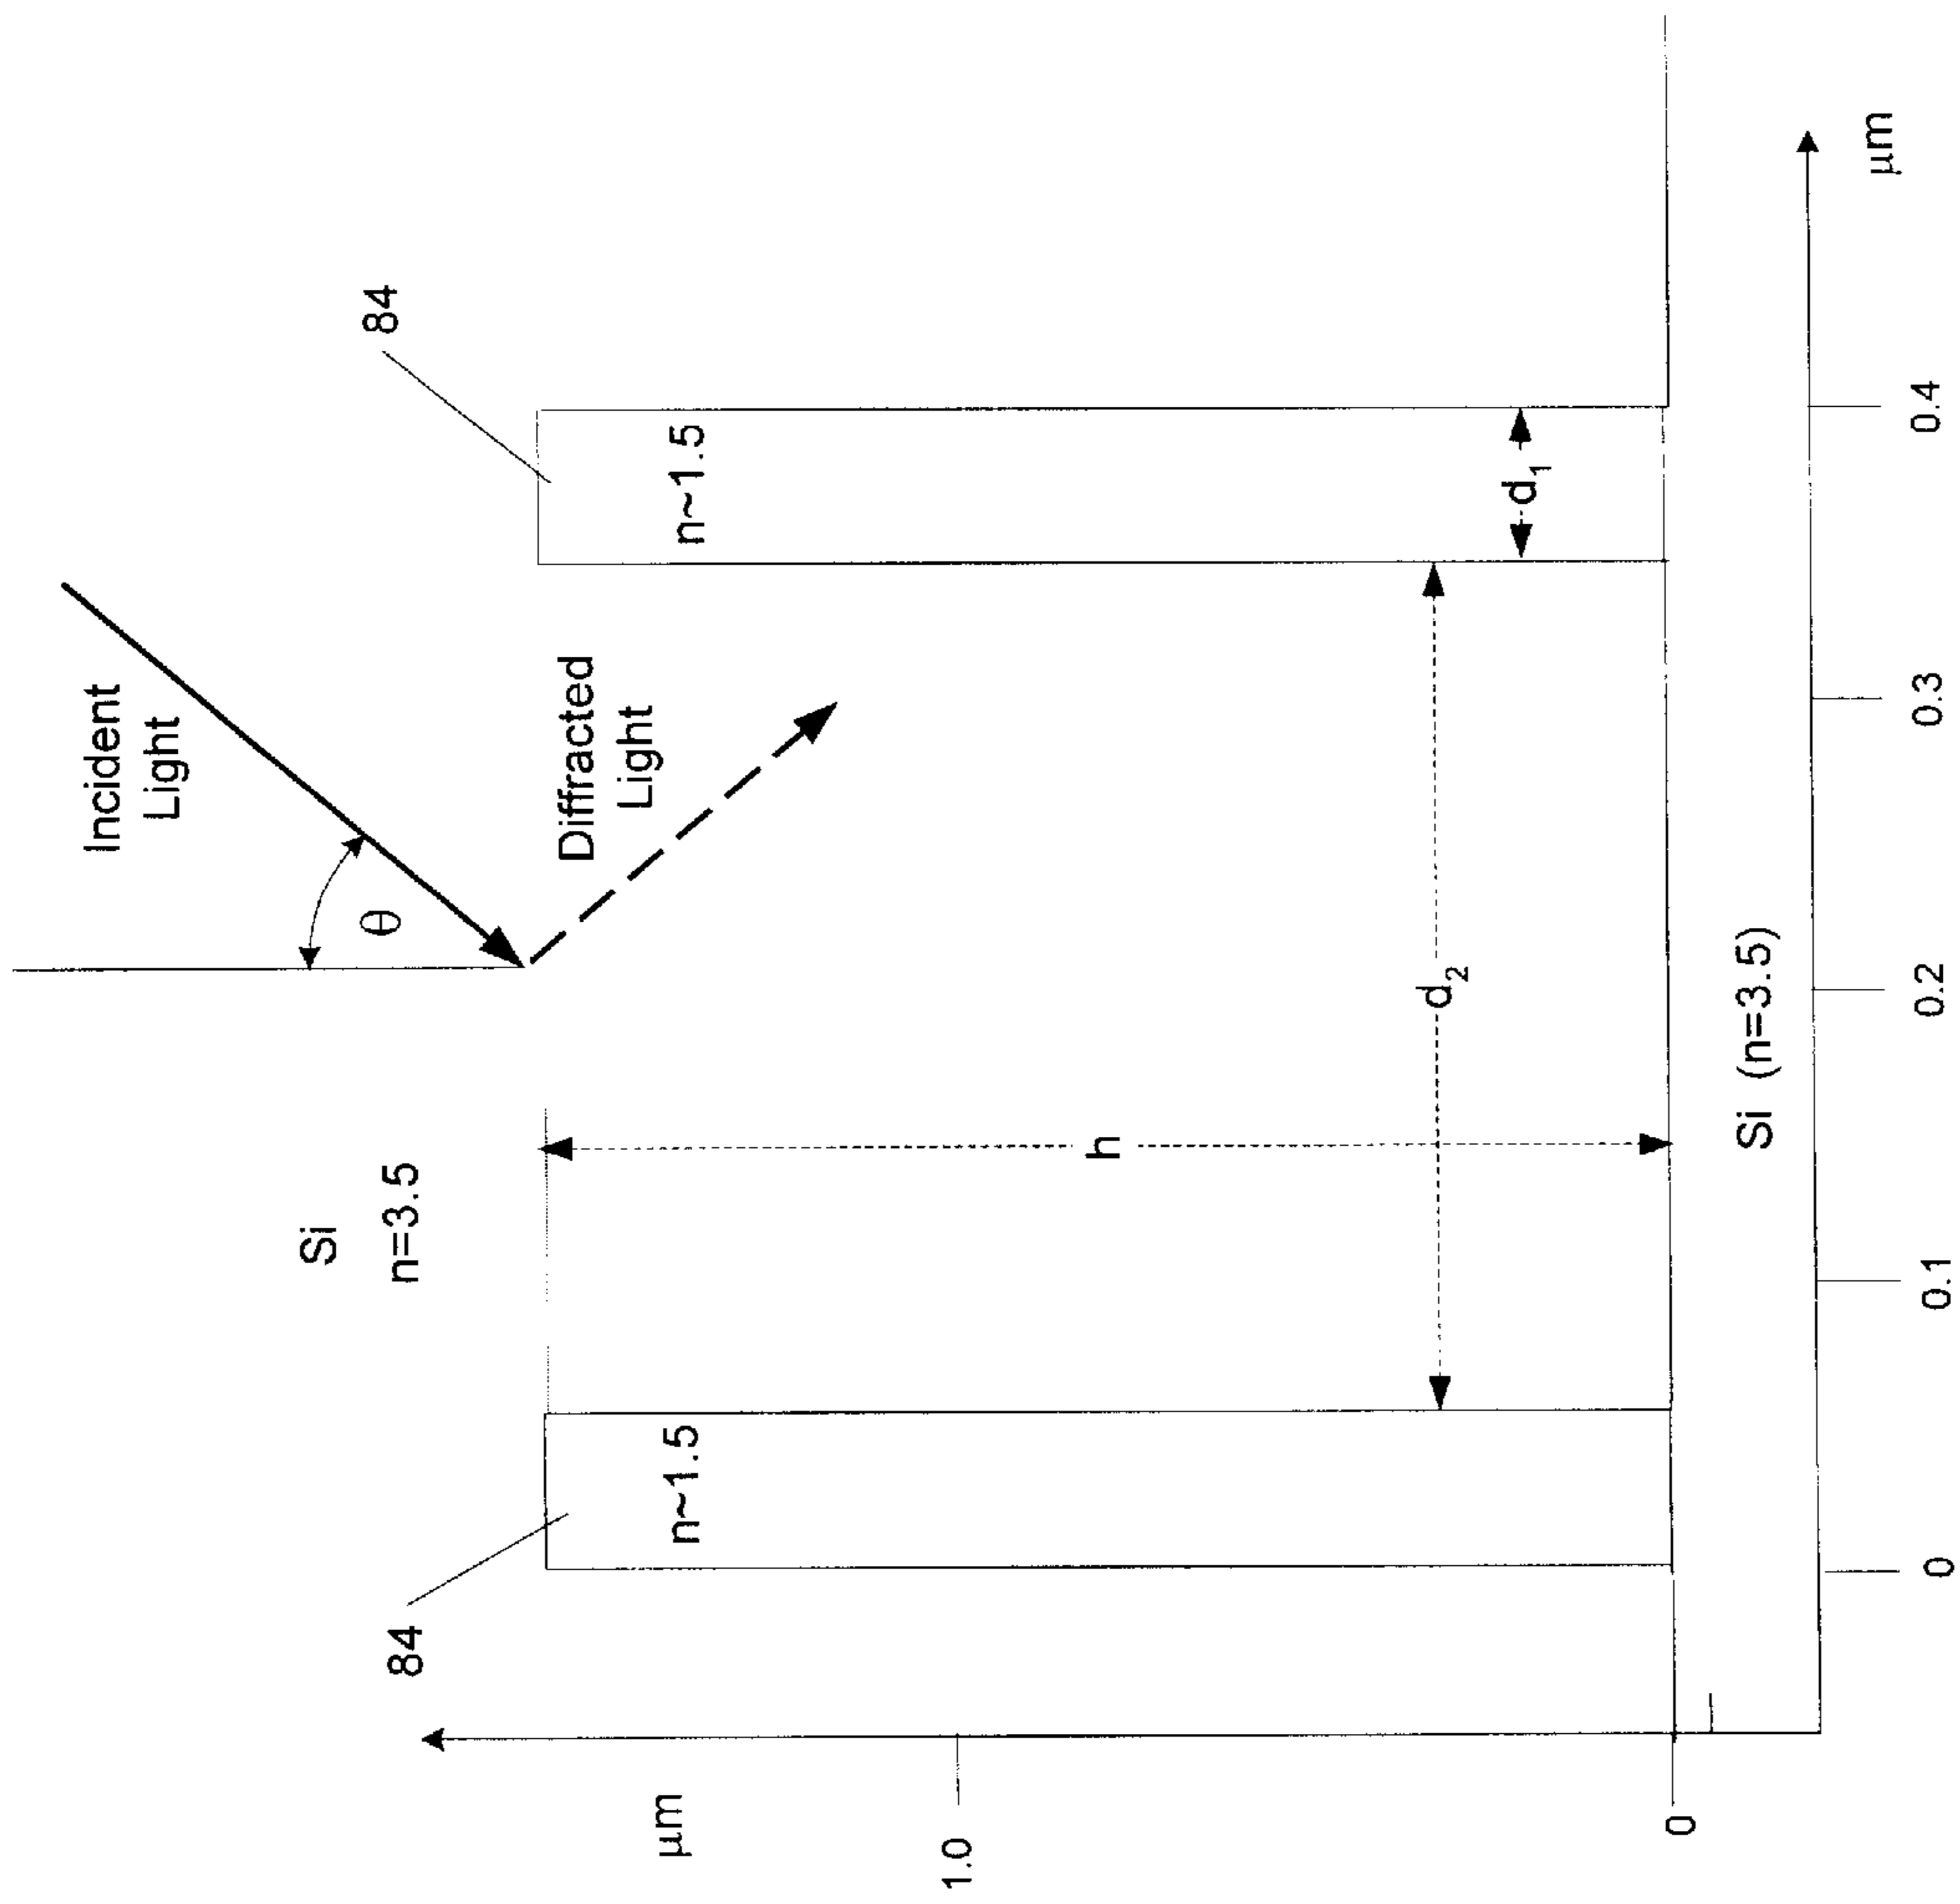 Incident
Light
θ
84
Si
n=3.5
Diffracted
Light
84
n~1.5
n~1.5
μm
h
d2
d1
1.0
0
Si (n=3.5)
0
0.1
0.2
0.3
0.4
μm